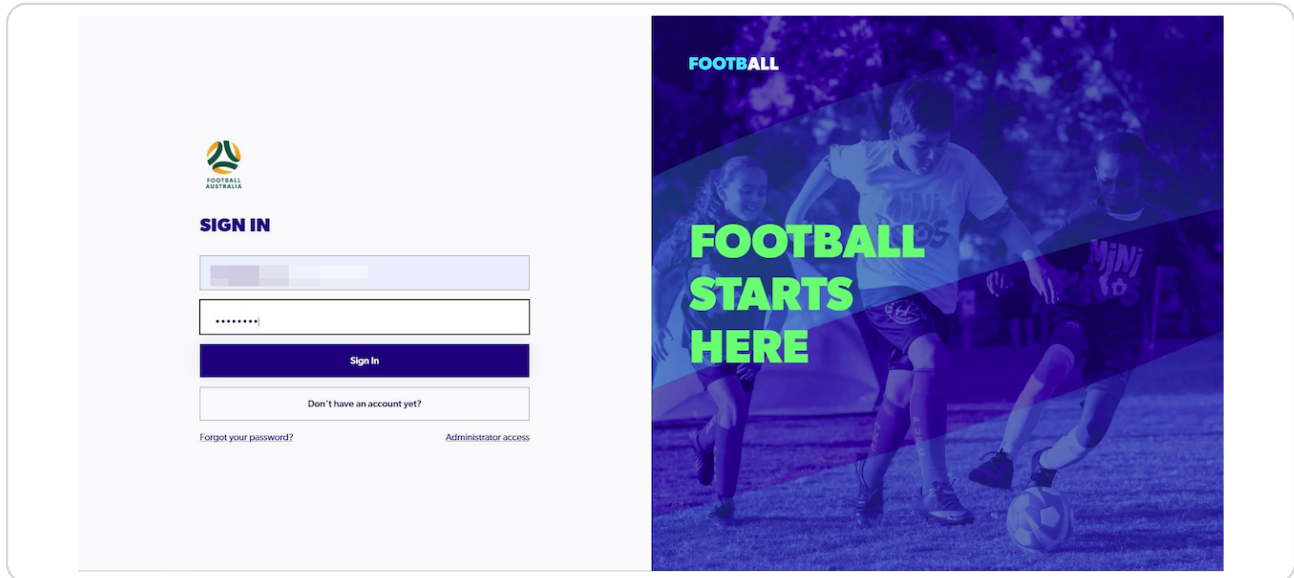 FOOTBALL
AUSTRALIA
SIGN IN
••••••••
Sign In
Don't have an account yet?
Forgot your password? Administrator access
FOOTBALL
FOOTBALL
STARTS
HERE
MiNi